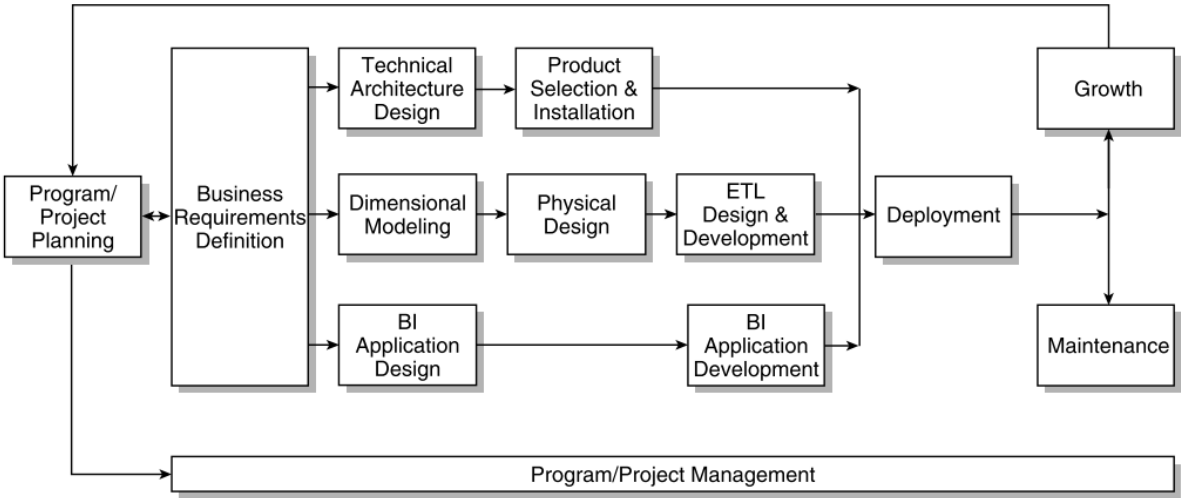 Technical
Architecture
Design
Product
Selection &
Installation
Growth
Program/
Project
Planning
Business
Requirements
Definition
Dimensional
Modeling
Physical
Design
ETL
Design &
Development
Deployment
BI
Application
Design
BI
Application
Development
Maintenance
Program/Project Management